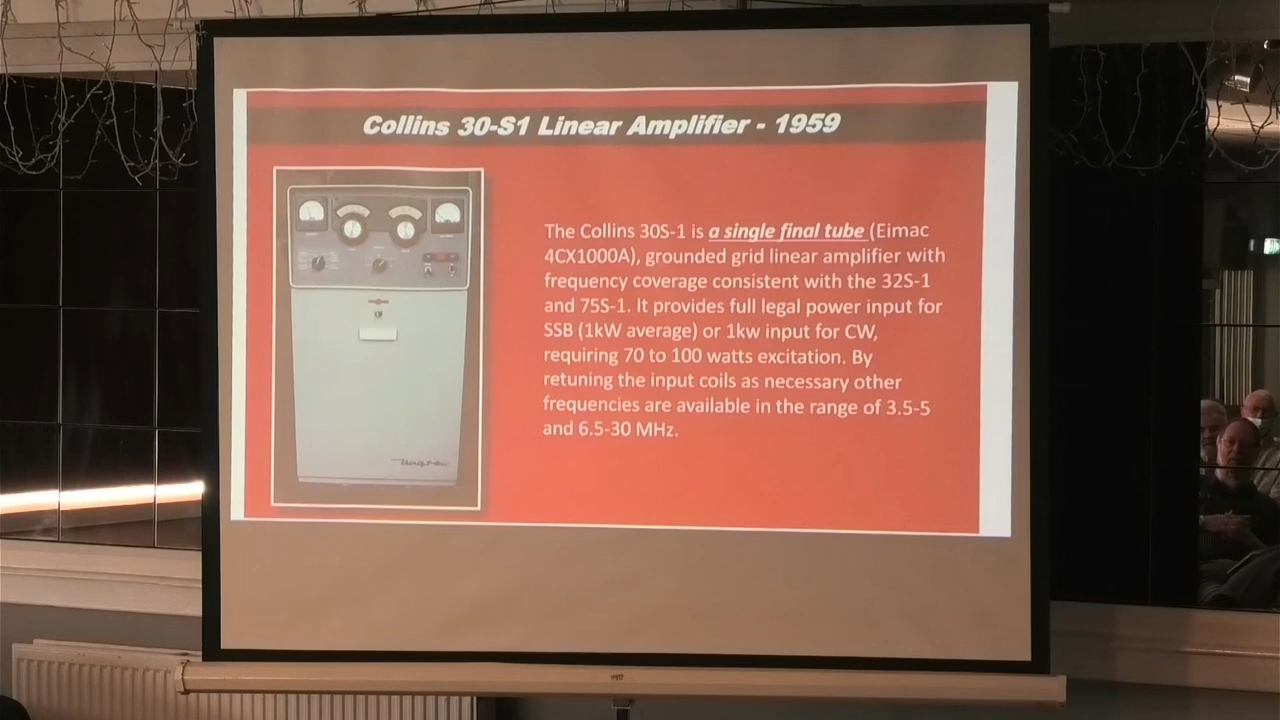 Collins 30-S1 Linear Amplifier - 1959
The Collins 30S-1 is a single final tube (Eimac
4CX1000A), grounded grid linear amplifier with
frequency coverage consistent with the 32S-1
and 75S-1. It provides full legal power input for
SSB (1kW average) or 1kw input for CW,
requiring 70 to 100 watts excitation. By
retuning the input coils as necessary other
frequencies are available in the range of 3.5-5
and 6.5-30 MHz.